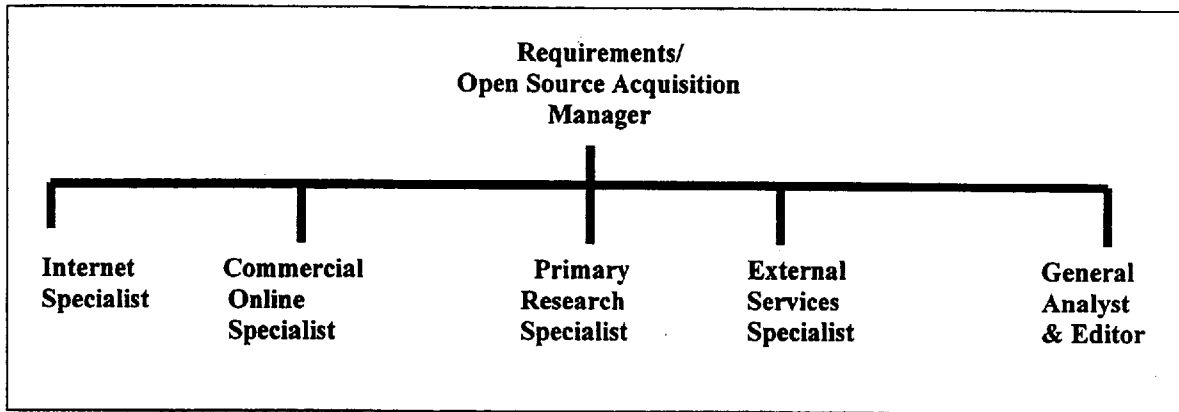 Requirements/
Open Source Acquisition
Manager
Internet
Specialist
Commercial
Online
Specialist
Primary
Research
Specialist
External
Services
Specialist
General
Analyst
& Editor